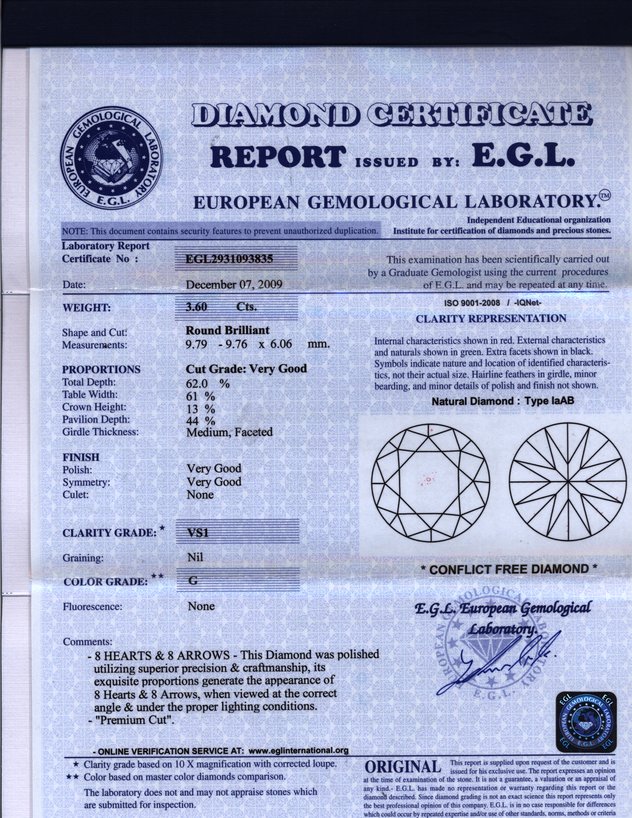 EUROPEAN GEMOLOGICAL LABORATORY
E.G.L.
DIAMOND CERTIFICATE
REPORT ISSUED BY: E.G.L.
EUROPEAN GEMOLOGICAL LABORATORY.™
Independent Educational organization
NOTE: This document contains security features to prevent unauthorized duplication.
Institute for certification of diamonds and precious stones.
Laboratory Report
Certificate No : EGL2931093835
Date: December 07, 2009
This examination has been scientifically carried out
by a Graduate Gemologist using the current procedures
of E.G.L. and may be repeated at any time.
WEIGHT: 3.60 Cts.
Shape and Cut: Round Brilliant
Measurements: 9.79 - 9.76 x 6.06 mm.
PROPORTIONS Cut Grade: Very Good
Total Depth: 62.0 %
Table Width: 61 %
Crown Height: 13 %
Pavilion Depth: 44 %
Girdle Thickness: Medium, Faceted
FINISH
Polish: Very Good
Symmetry: Very Good
Culet: None
CLARITY GRADE: * VS1
Graining: Nil
COLOR GRADE: ** G
Fluorescence: None
ISO 9001-2008 / -IQNet-
CLARITY REPRESENTATION
Internal characteristics shown in red. External characteristics
and naturals shown in green. Extra facets shown in black.
Symbols indicate nature and location of identified characteris-
tics, not their actual size. Hairline feathers in girdle, minor
bearding, and minor details of polish and finish not shown.
Natural Diamond : Type IaAB
* CONFLICT FREE DIAMOND *
E.G.L. European Gemological
Laboratory.
Comments:
- 8 HEARTS & 8 ARROWS - This Diamond was polished
utilizing superior precision & craftmanship, its
exquisite proportions generate the appearance of
8 Hearts & 8 Arrows, when viewed at the correct
angle & under the proper lighting conditions.
- "Premium Cut".
- ONLINE VERIFICATION SERVICE AT: www.eglinternational.org
* Clarity grade based on 10 X magnification with corrected loupe.
** Color based on master color diamonds comparison.
The laboratory does not and may not appraise stones which
are submitted for inspection.
EGL EGL
E.G.L.
EGL EGL
ORIGINAL This report is supplied upon request of the customer and is
issued for his exclusive use. The report expresses an opinion
at the time of examination of the stone. It is not a guarantee, a valuation or an appraisal of
any kind.- E.G.L. has made no representation or warranty regarding this report or the
diamond described. Since diamond grading is not an exact science this report represents only
the best professional opinion of this company. E.G.L. is in no case responsible for differences
which could occur by repeated expertise and/or use of other standards, norms, methods or criteria